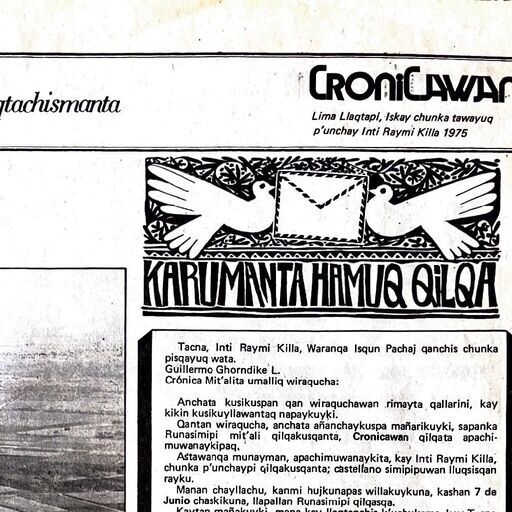 qtachismanta
CRONICAWAN
Lima Llaqtapi, Iskay chunka tawayuq
p'unchay Inti Raymi Killa 1975
KARUMANTA HAMUQ QILQA
Tacna, Inti Raymi Killa, Waranqa Isqun Pachaj qanchis chunka
pisqayuq wata.
Guillermo Ghorndike L.
Crónica Mit'alita umalliq wiraqucha:
Anchata kusikuspan qan wiraquchawan rimayta qallarini, kay
kikin kusikuyllawantaq napaykuyki.
Qantan wiraqucha, anchata añanchaykuspa mañarikuyki, sapanka
Runasimipi mit'ali qilqakusqanta, Cronicawan qilqata apachi-
muwanaykipaq.
Astawanqa munayman, apachimuwanaykita, kay Inti Raymi Killa,
chunka p'unchaypi qilqakusqanta; castellano simipipuwan lluqsisqan
rayku.
Manan chayllachu, kanmi hujkunapas willakuykuna, kashan 7 de
Junio chaskikuna, llapallan Runasimipi qilqasqa.